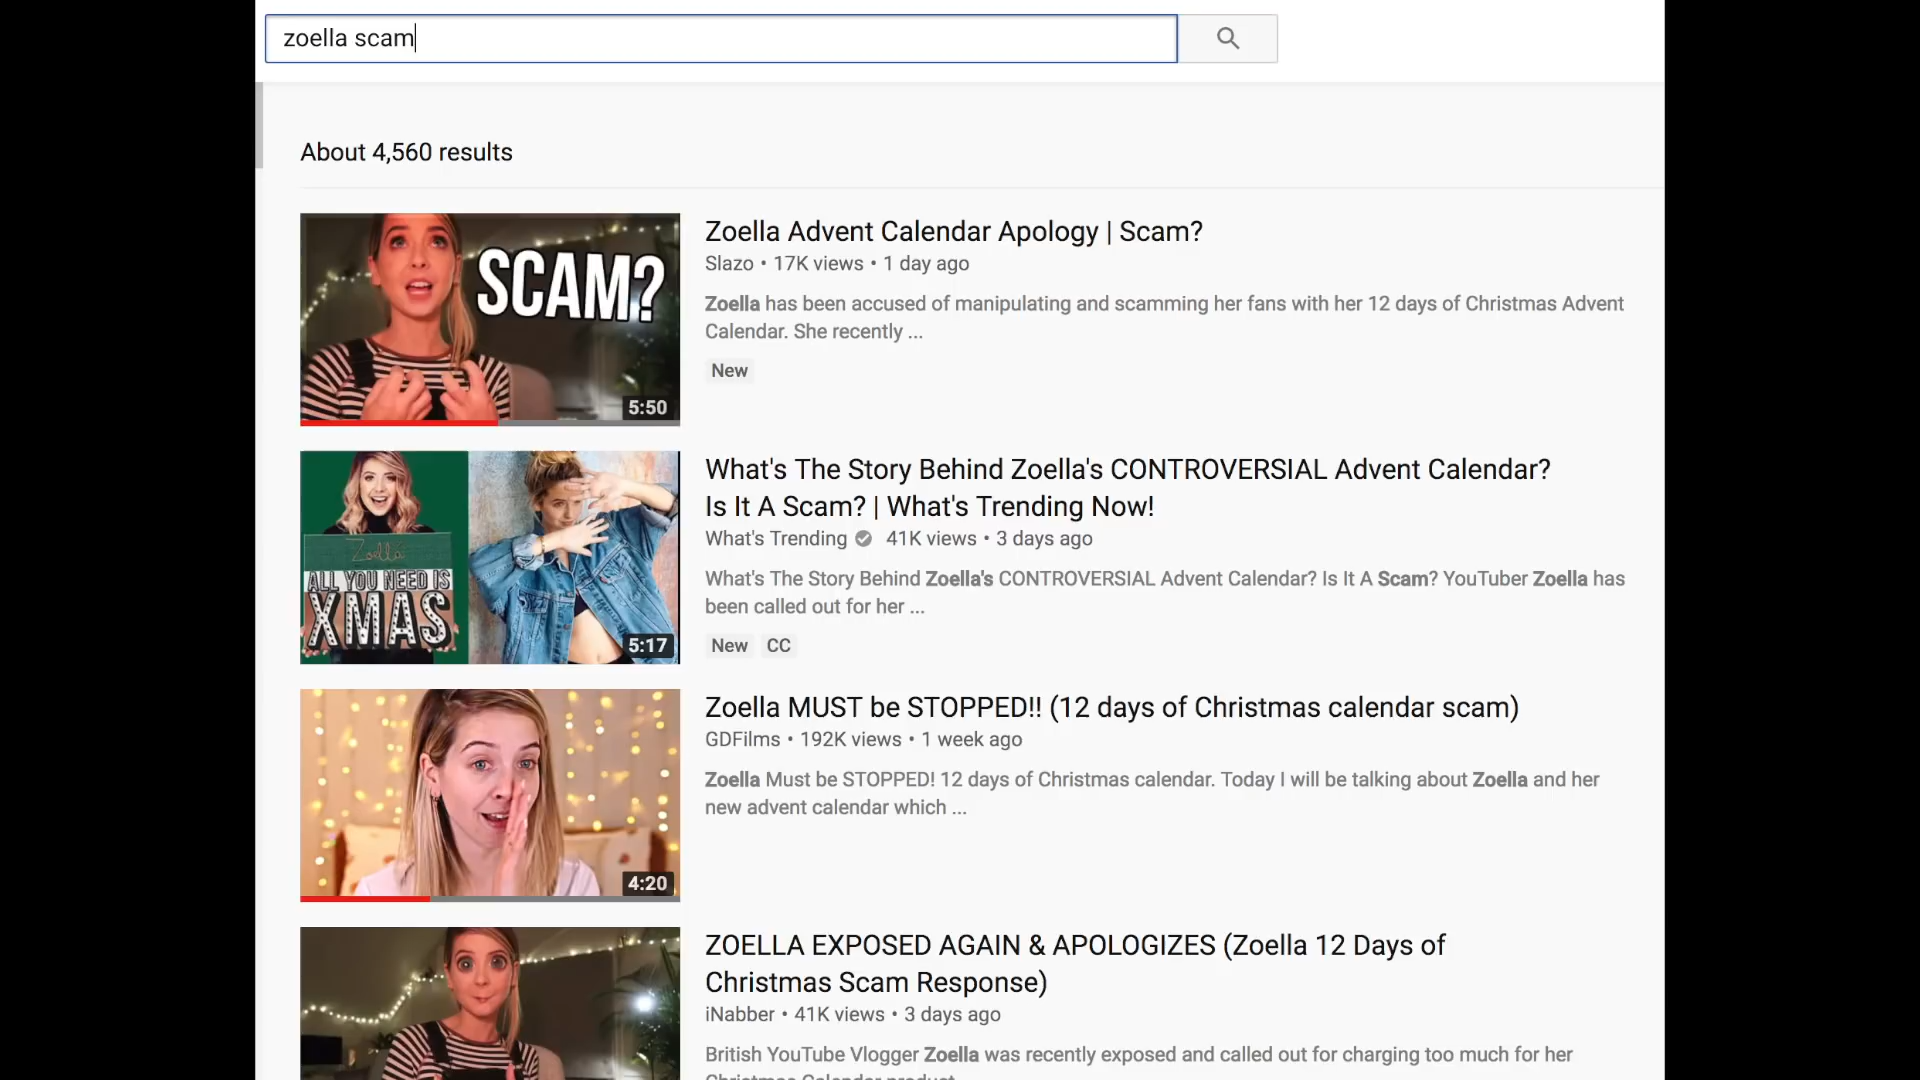 zoella scam
About 4,560 results
SCAM?
5:50
Zoella Advent Calendar Apology | Scam?
Slazo • 17K views • 1 day ago
Zoella has been accused of manipulating and scamming her fans with her 12 days of Christmas Advent
Calendar. She recently ...
New
Zoella
ALL YOU NEED IS
XMAS
5:17
What's The Story Behind Zoella's CONTROVERSIAL Advent Calendar?
Is It A Scam? | What's Trending Now!
What's Trending 41K views • 3 days ago
What's The Story Behind Zoella's CONTROVERSIAL Advent Calendar? Is It A Scam? YouTuber Zoella has
been called out for her ...
New CC
4:20
Zoella MUST be STOPPED!! (12 days of Christmas calendar scam)
GDFilms • 192K views • 1 week ago
Zoella Must be STOPPED! 12 days of Christmas calendar. Today I will be talking about Zoella and her
new advent calendar which ...
ZOELLA EXPOSED AGAIN & APOLOGIZES (Zoella 12 Days of
Christmas Scam Response)
iNabber • 41K views • 3 days ago
British YouTube Vlogger Zoella was recently exposed and called out for charging too much for her
Christmas Calendar product